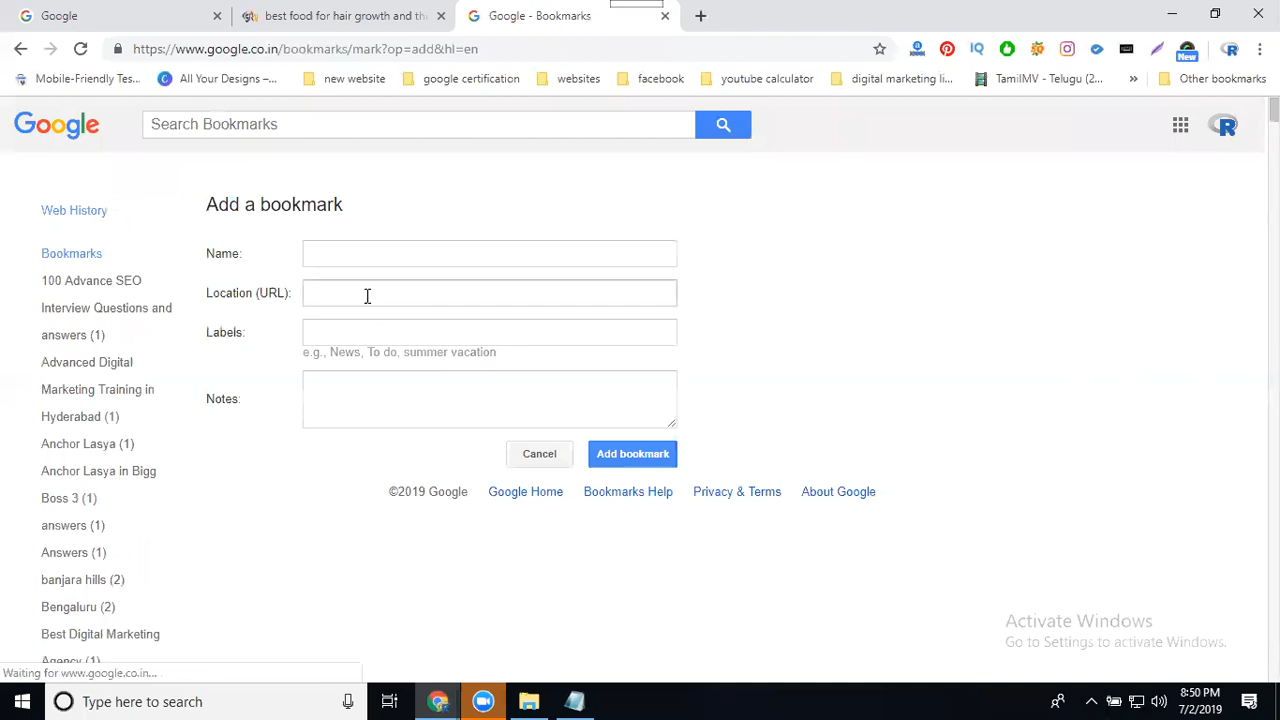 Google
best food for hair growth and th
Google - Bookmarks
https://www.google.co.in/bookmarks/mark?op=add&hl=en
New
Mobile-Friendly Tes...
All Your Designs –...
new website
google certification
websites
facebook
youtube calculator
digital marketing li...
TamilMV - Telugu (2...
»
Other bookmarks
Google
Search Bookmarks
Add a bookmark
Web History
Name:
Bookmarks
100 Advance SEO
Location (URL):
Interview Questions and
Labels:
answers (1)
e.g., News, To do, summer vacation
Advanced Digital
Marketing Training in
Notes:
Hyderabad (1)
Anchor Lasya (1)
Cancel
Add bookmark
Anchor Lasya in Bigg
Boss 3 (1)
©2019 Google
Google Home
Bookmarks Help
Privacy & Terms
About Google
answers (1)
Answers (1)
banjara hills (2)
Bengaluru (2)
Best Digital Marketing
Agency (1)
Activate Windows
Go to Settings to activate Windows.
Waiting for www.google.co.in...
Type here to search
8:50 PM
7/2/2019